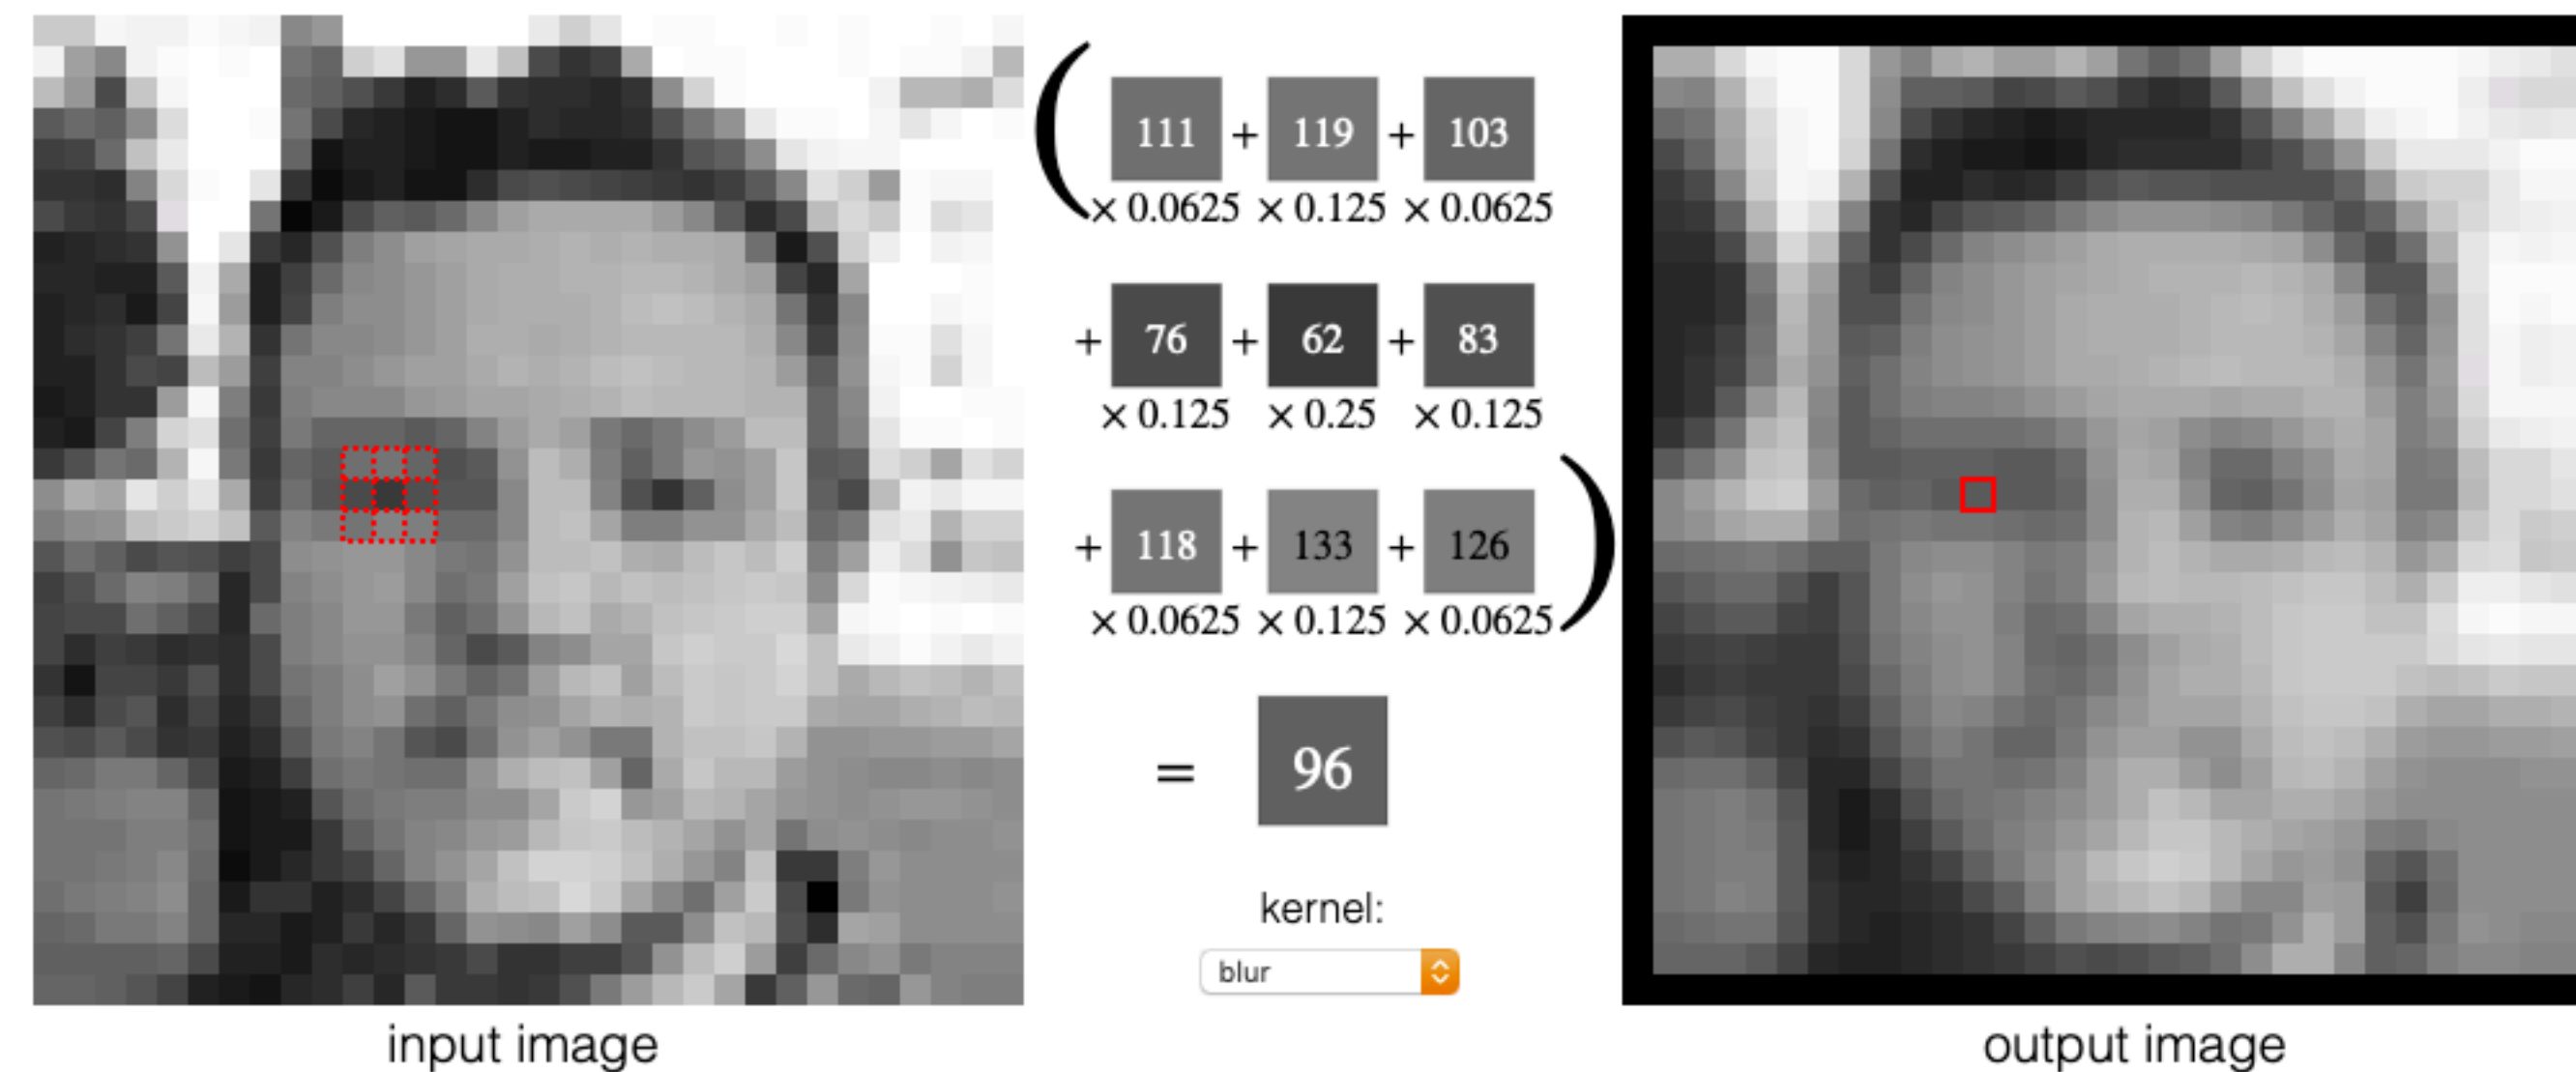 ( 111 + 119 + 103
× 0.0625 × 0.125 × 0.0625
+ 76 + 62 + 83
× 0.125 × 0.25 × 0.125
+ 118 + 133 + 126 )
× 0.0625 × 0.125 × 0.0625
= 96
kernel:
blur
input image
output image